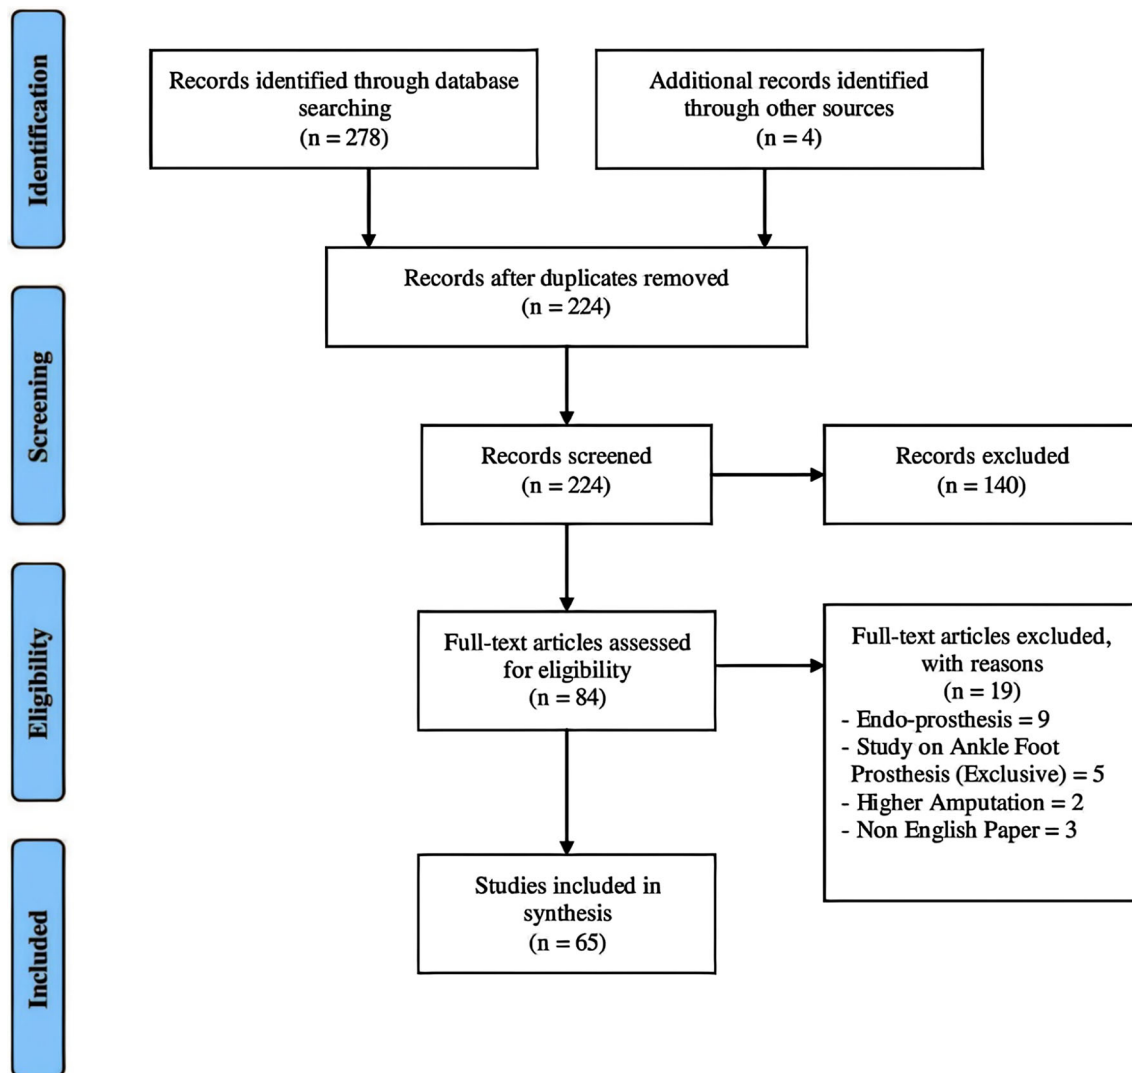 Identification
Records identified through database
searching
(n = 278)
Additional records identified
through other sources
(n = 4)
Records after duplicates removed
(n = 224)
Screening
Records screened
(n = 224)
Records excluded
(n = 140)
Eligibility
Full-text articles assessed
for eligibility
(n = 84)
Full-text articles excluded,
with reasons
(n = 19)
- Endo-prosthesis = 9
- Study on Ankle Foot
Prosthesis (Exclusive) = 5
- Higher Amputation = 2
- Non English Paper = 3
Included
Studies included in
synthesis
(n = 65)